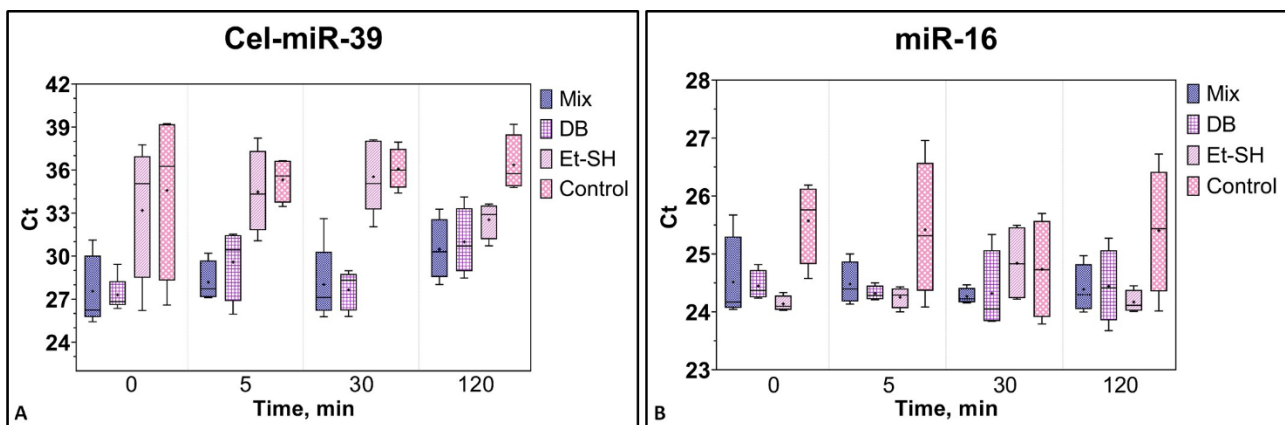 Cel-miR-39
42
39
36
33
30
27
24
Ct
0 5 30 120
Time, min
Mix
DB
Et-SH
Control
A
miR-16
28
27
26
25
24
23
Ct
0 5 30 120
Time, min
Mix
DB
Et-SH
Control
B